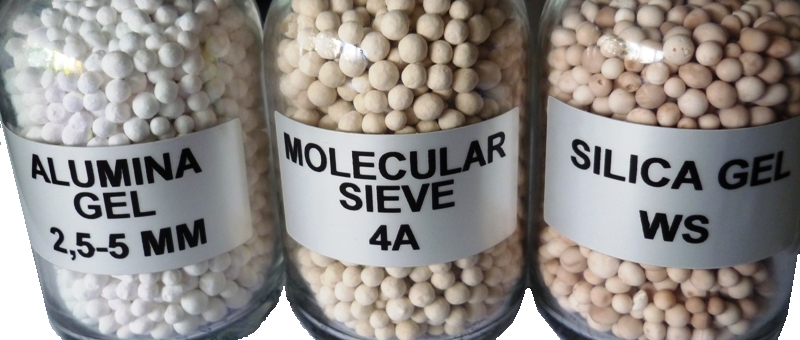 ALUMINA
GEL
2,5-5 MM
MOLECULAR
SIEVE
4A
SILICA GEL
WS